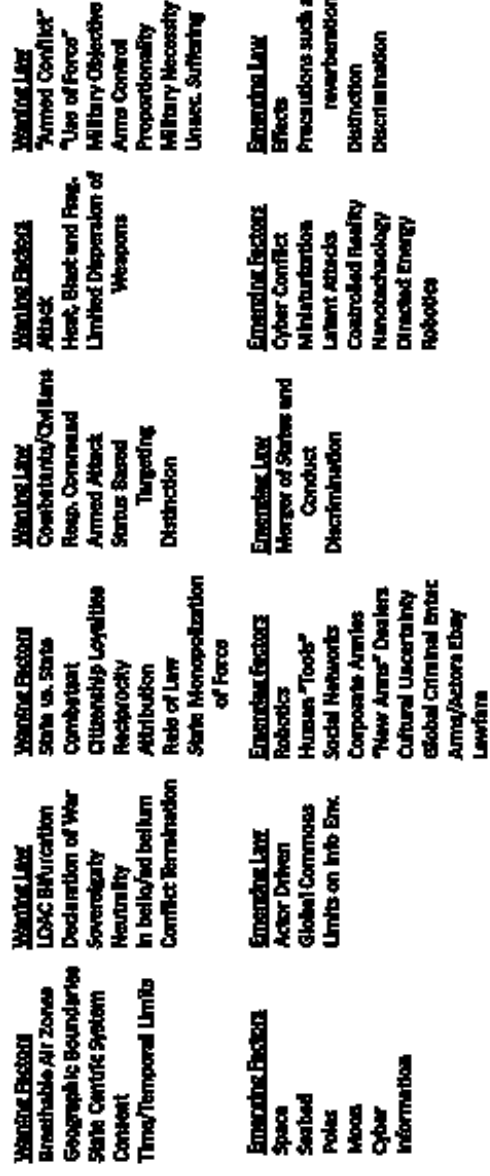 Waning Factors
Breathable Air Zones
Geographic Boundaries
State Centric System
Consent
Time/Temporal Limits
Waning Law
LOAC Bifurcation
Declaration of War
Sovereignty
Neutrality
In bello/ad bellum
Conflict Termination
Waning Factors
State vs. State
Combatant
Citizenship Loyalties
Reciprocity
Attribution
Role of Law
State Monopolization
of Force
Waning Law
Combatants/Civilians
Resp. Command
Armed Attack
Status Based
Targeting
Distinction
Waning Factors
Attack
Heat, Blast and Frag.
Limited Dispersion of
Weapons
Waning Law
"Armed Conflict"
"Use of Force"
Military Objective
Arms Control
Proportionality
Military Necessity
Unnec. Suffering
Emerging Factors
Space
Seabed
Poles
Moon
Cyber
Information
Emerging Law
Actor Driven
Global Commons
Limits on Info Env.
Emerging Factors
Robotics
Human "Tools"
Social Networks
Corporate Armies
"New Arms" Dealers
Cultural Uncertainty
Global Criminal Enter.
Arms/Actors Ebay
Lawfare
Emerging Law
Merger of Status and
Conduct
Discrimination
Emerging Factors
Cyber Conflict
Miniaturization
Latent Attacks
Controlled Reality
Nanotechnology
Directed Energy
Robotics
Emerging Law
Effects
Precautions such a
reverberation
Distinction
Discrimination